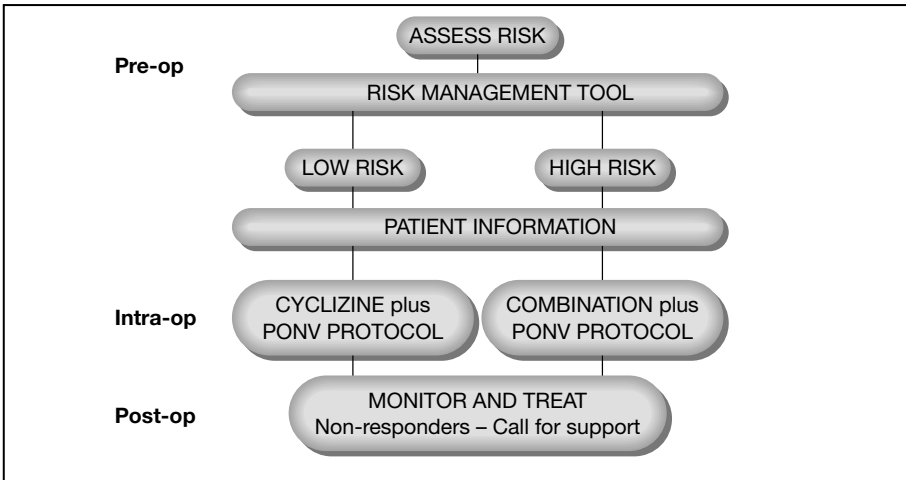 ASSESS RISK
Pre-op
RISK MANAGEMENT TOOL
LOW RISK
HIGH RISK
PATIENT INFORMATION
Intra-op
CYCLIZINE plus
PONV PROTOCOL
COMBINATION plus
PONV PROTOCOL
Post-op
MONITOR AND TREAT
Non-responders – Call for support